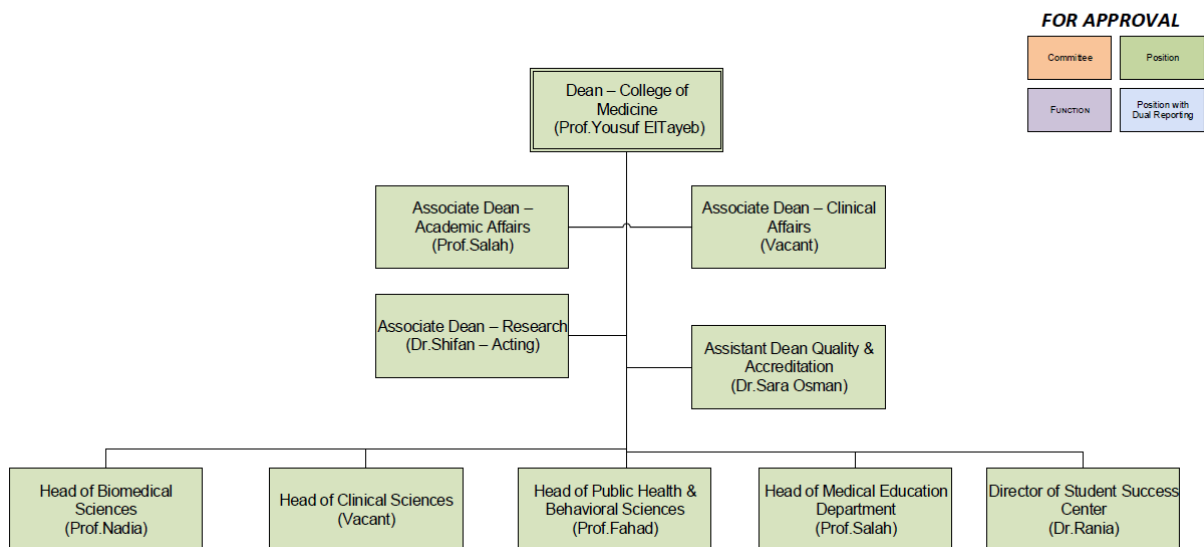 FOR APPROVAL
Committee
Position
FUNCTION
Position with
Dual Reporting
Dean – College of
Medicine
(Prof.Yousuf ElTayeb)
Associate Dean –
Academic Affairs
(Prof.Salah)
Associate Dean – Clinical
Affairs
(Vacant)
Associate Dean – Research
(Dr.Shifan – Acting)
Assistant Dean Quality &
Accreditation
(Dr.Sara Osman)
Head of Biomedical
Sciences
(Prof.Nadia)
Head of Clinical Sciences
(Vacant)
Head of Public Health &
Behavioral Sciences
(Prof.Fahad)
Head of Medical Education
Department
(Prof.Salah)
Director of Student Success
Center
(Dr.Rania)